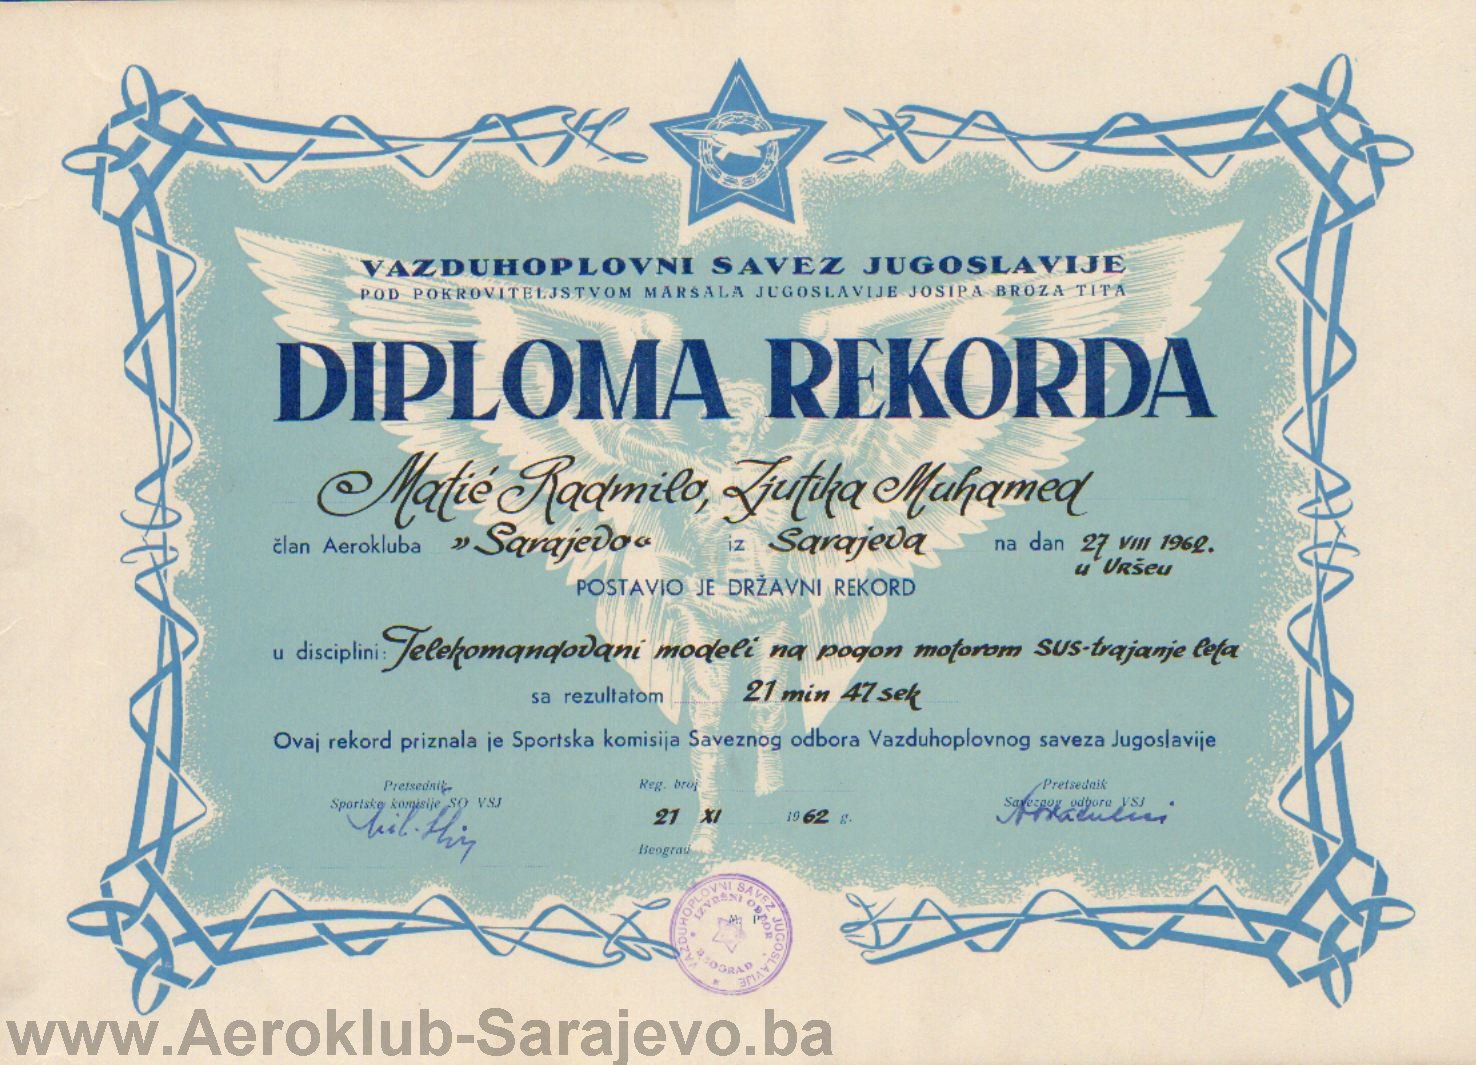 VAZDUHOPLOVNI SAVEZ JUGOSLAVIJE
POD POKROVITELJSTVOM MARŠALA JUGOSLAVIJE JOSIPA BROZA TITA
DIPLOMA REKORDA
Matić Radmilo, Ljutika Muhamed
član Aerokluba »Sarajevo« iz Sarajeva na dan 27 VIII 1962.
u Vršcu
POSTAVIO JE DRŽAVNI REKORD
u disciplini: Telekomandovani modeli na pogon motorom SUS-trajanje leta
sa rezultatom 21 min 47 sek
Ovaj rekord priznala je Sportska komisija Saveznog odbora Vazduhoplovnog saveza Jugoslavije
Pretsednik Reg. broj Pretsednik
Sportske komisije SO VSJ Saveznog odbora VSJ
21 XI 1962 g.
Beograd
VAZDUHOPLOVNI SAVEZ JUGOSLAVIJE
IZVRŠNI ODBOR
M. P.
BEOGRAD
www.Aeroklub-Sarajevo.ba